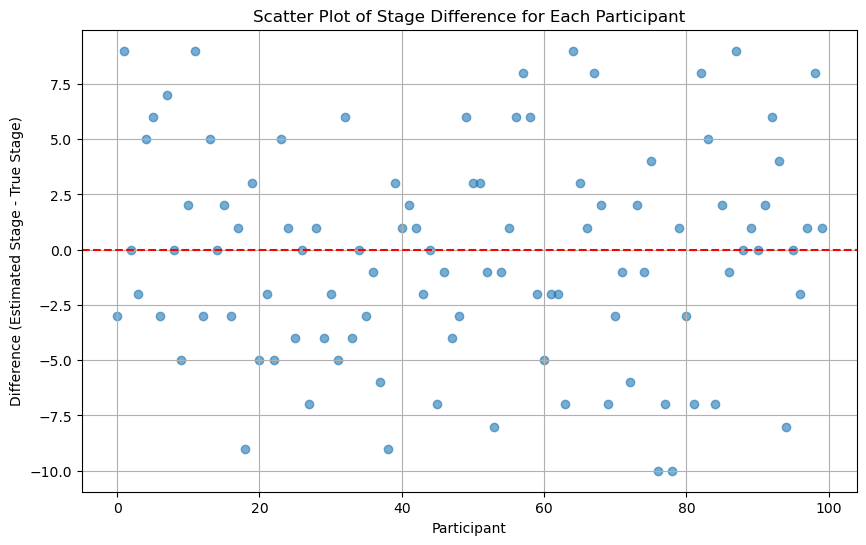 Scatter Plot of Stage Difference for Each Participant
Difference (Estimated Stage - True Stage)
7.5
5.0
2.5
0.0
−2.5
−5.0
−7.5
−10.0
0 20 40 60 80 100
Participant